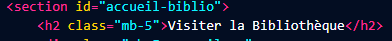 <section id="accueil-biblio">
<h2 class="mb-5">Visiter la Bibliothèque</h2>